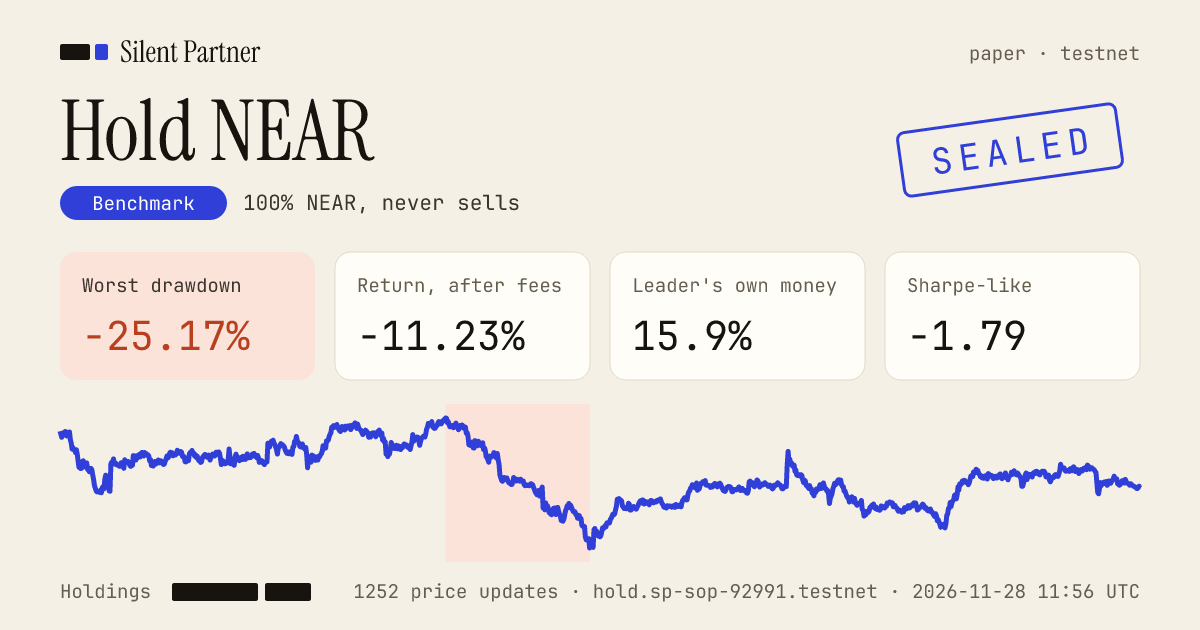 Silent Partner
paper · testnet
Hold NEAR
SEALED
Benchmark
100% NEAR, never sells
Worst drawdown
-25.17%
Return, after fees
-11.23%
Leader's own money
15.9%
Sharpe-like
-1.79
Holdings
1252 price updates · hold.sp-sop-92991.testnet · 2026-11-28 11:56 UTC